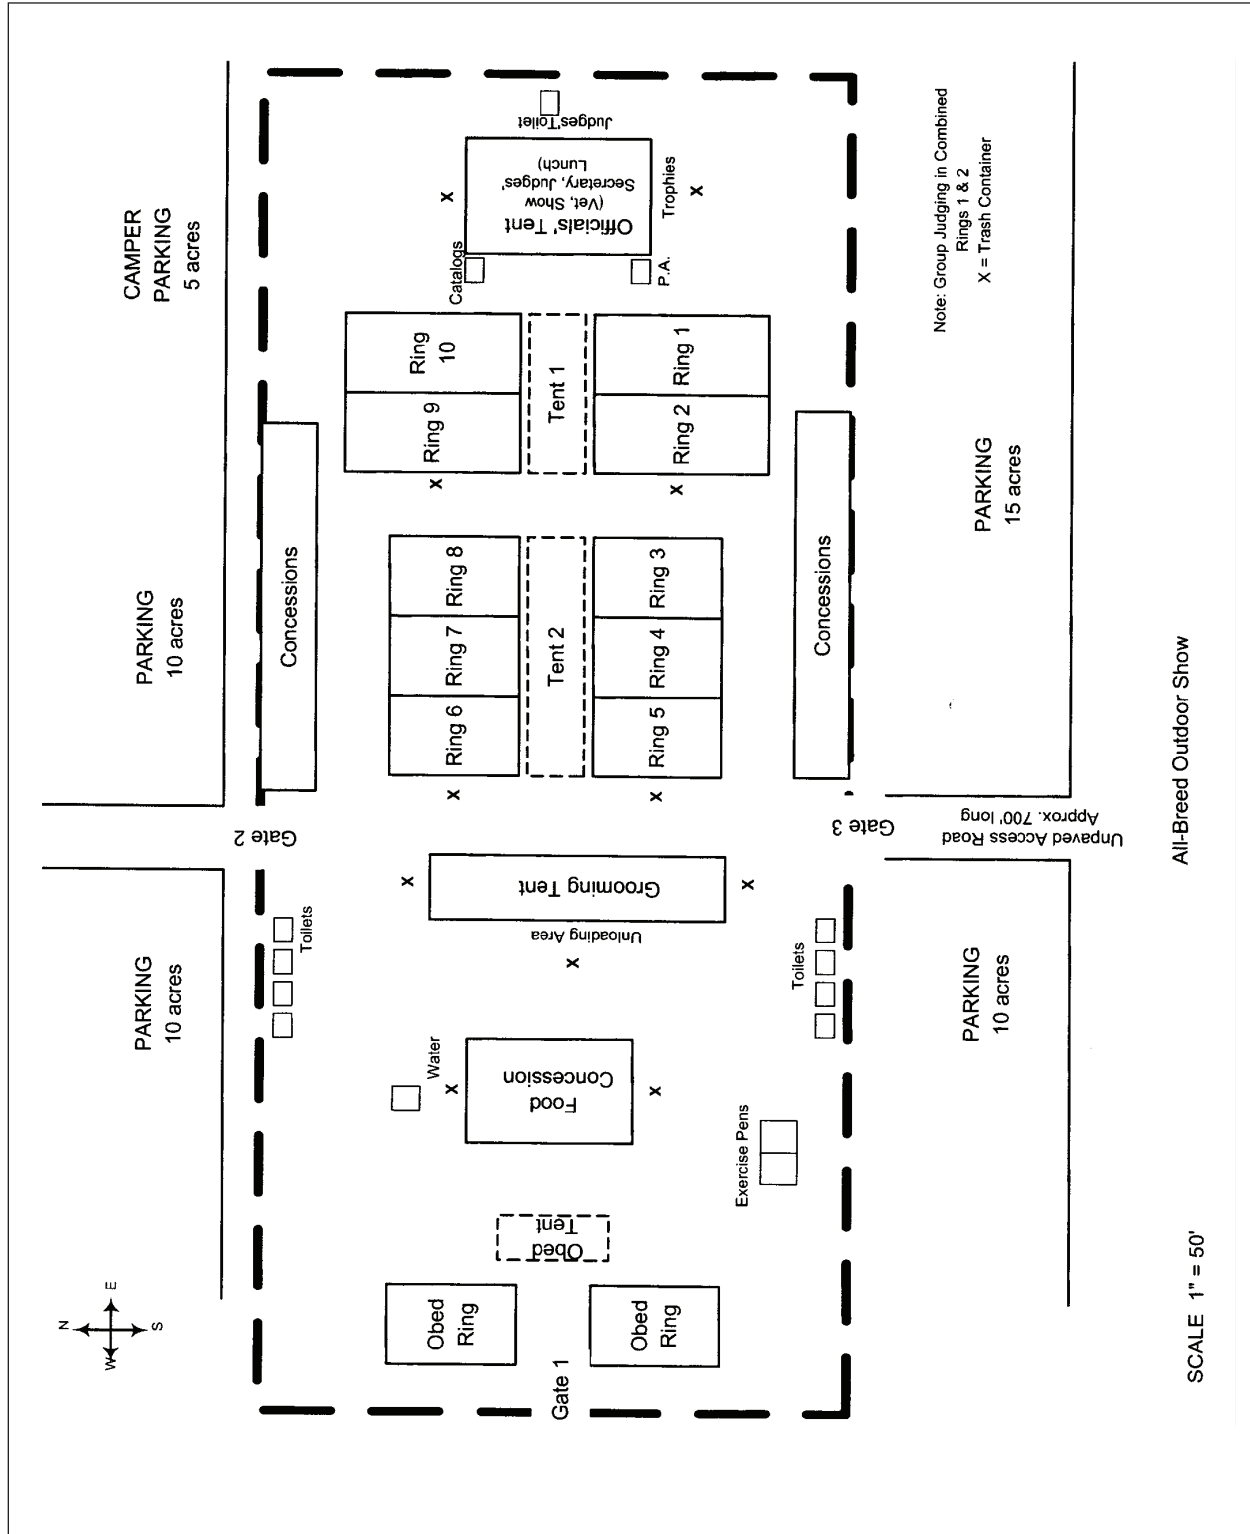 N
W
E
S
CAMPER
PARKING
5 acres
PARKING
10 acres
PARKING
10 acres
Gate 2
Toilets
Concessions
Judges' Toilet
Officials' Tent
(Vet, Show
Secretary, Judges'
Lunch)
Catalogs
P.A.
Trophies
X
X
Ring
10
Ring 9
Tent 1
Ring 1
Ring 2
X
X
Ring 8
Ring 7
Ring 6
Tent 2
Ring 3
Ring 4
Ring 5
X
X
Grooming Tent
X
X
Unloading Area
X
Water
X
Food
Concession
X
Obed
Tent
Exercise Pens
Obed
Ring
Obed
Ring
Gate 1
Toilets
Concessions
Gate 3
Unpaved Access Road
Approx. 700' long
PARKING
10 acres
PARKING
15 acres
Note: Group Judging in Combined
Rings 1 & 2
X = Trash Container
SCALE 1" = 50'
All-Breed Outdoor Show